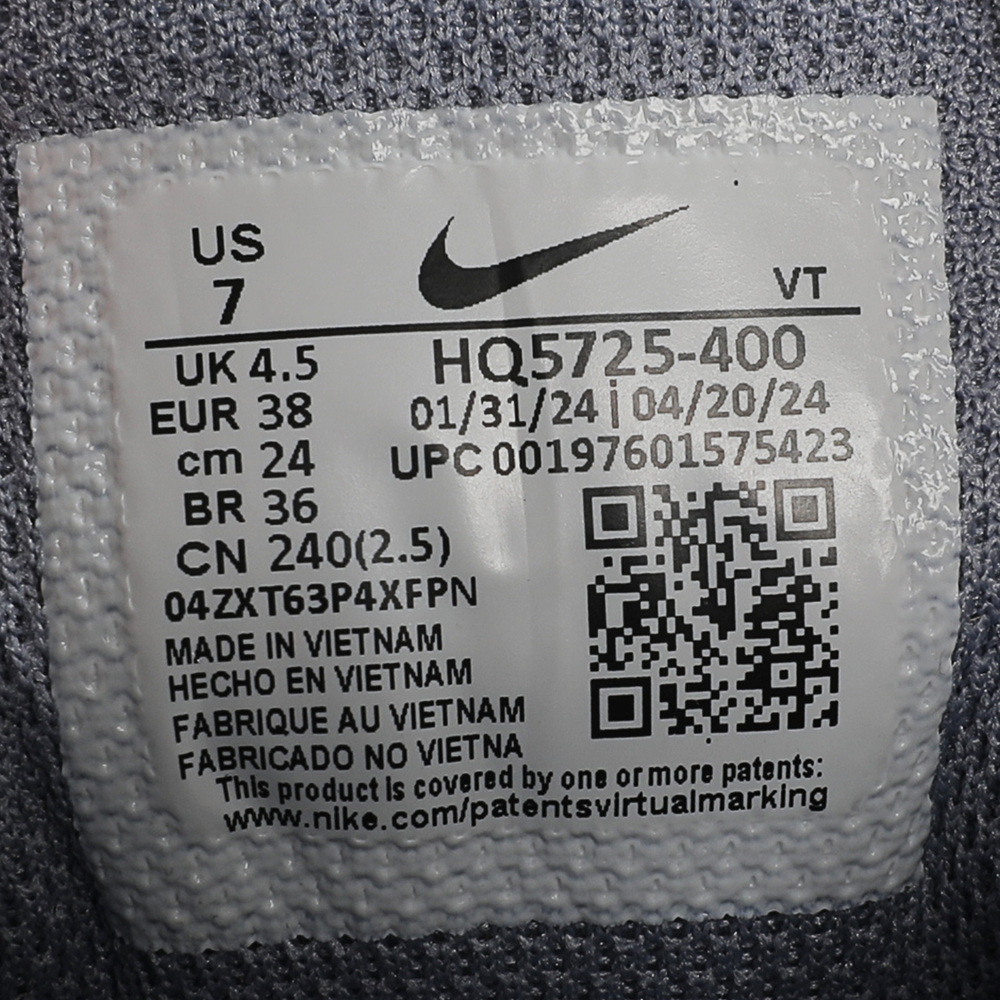 US
7
VT
UK 4.5
HQ5725-400
EUR 38
01/31/24 | 04/20/24
cm 24
UPC 00197601575423
BR 36
CN 240(2.5)
04ZXT63P4XFPN
MADE IN VIETNAM
HECHO EN VIETNAM
FABRIQUE AU VIETNAM
FABRICADO NO VIETNA
This product is covered by one or more patents:
www.nike.com/patentsvirtualmarking